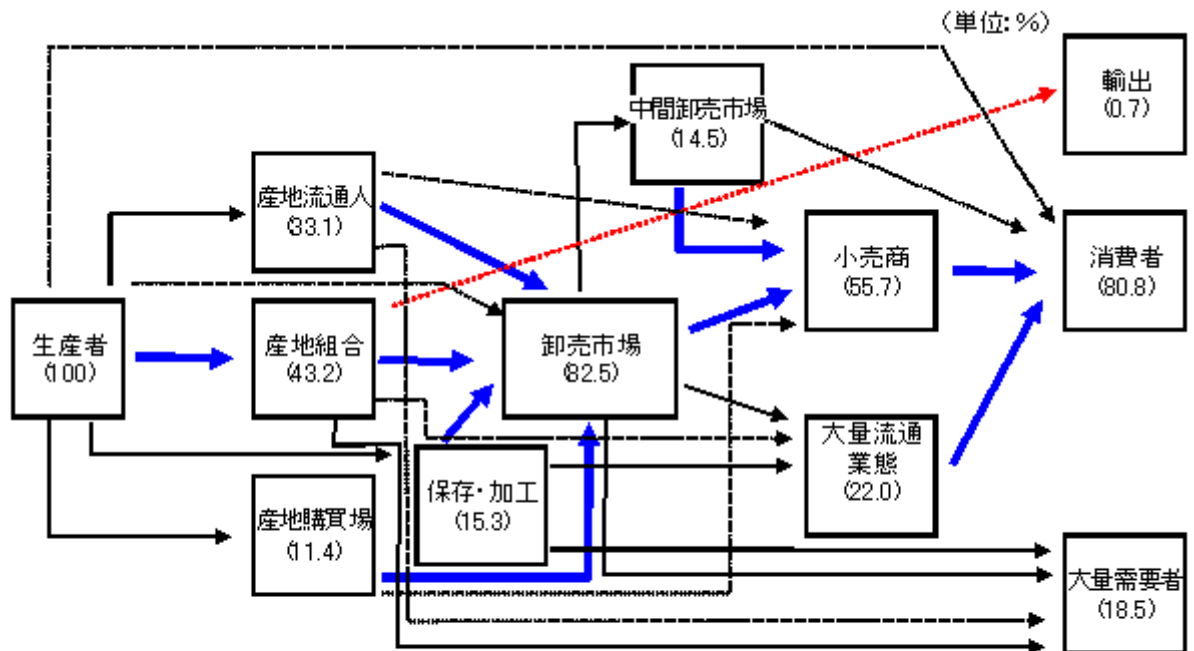 (単位:%)
輸出
(0.7)
中間卸売市場
(14.5)
産地流通人
(33.1)
小売商
(55.7)
消費者
(80.8)
生産者
(100)
産地組合
(43.2)
卸売市場
(82.5)
大量流通
業態
(22.0)
保存・加工
(15.3)
産地購買場
(11.4)
大量需要者
(18.5)